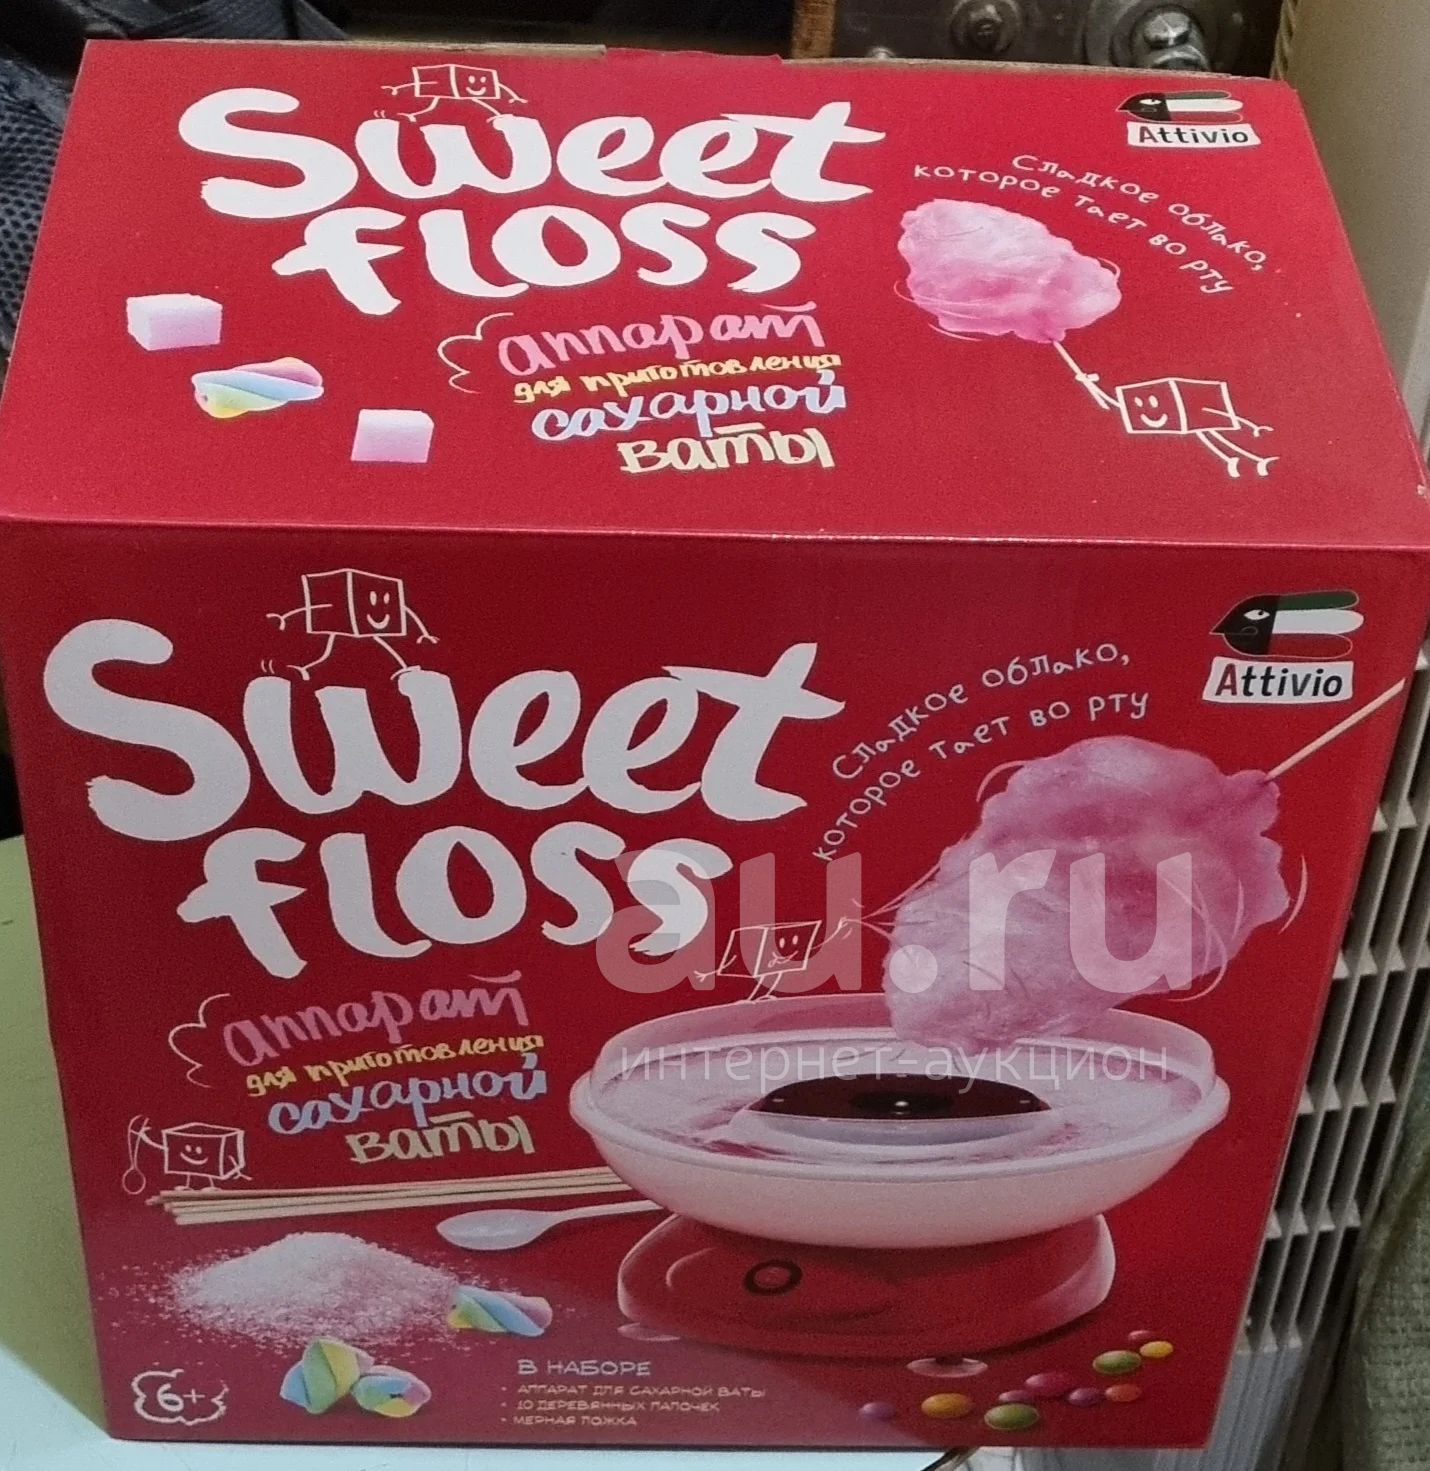 Sweet
floss
Attivio
Сладкое облако,
которое тает во рту
аппарат
для приготовления
сахарной
ваты
Sweet
floss
Attivio
Сладкое облако,
которое тает во рту
аппарат
для приготовления
сахарной
ваты
au.ru
интернет-аукцион
6+
В НАБОРЕ
• АППАРАТ ДЛЯ САХАРНОЙ ВАТЫ
• 10 ДЕРЕВЯННЫХ ПАЛОЧЕК
• МЕРНАЯ ЛОЖКА